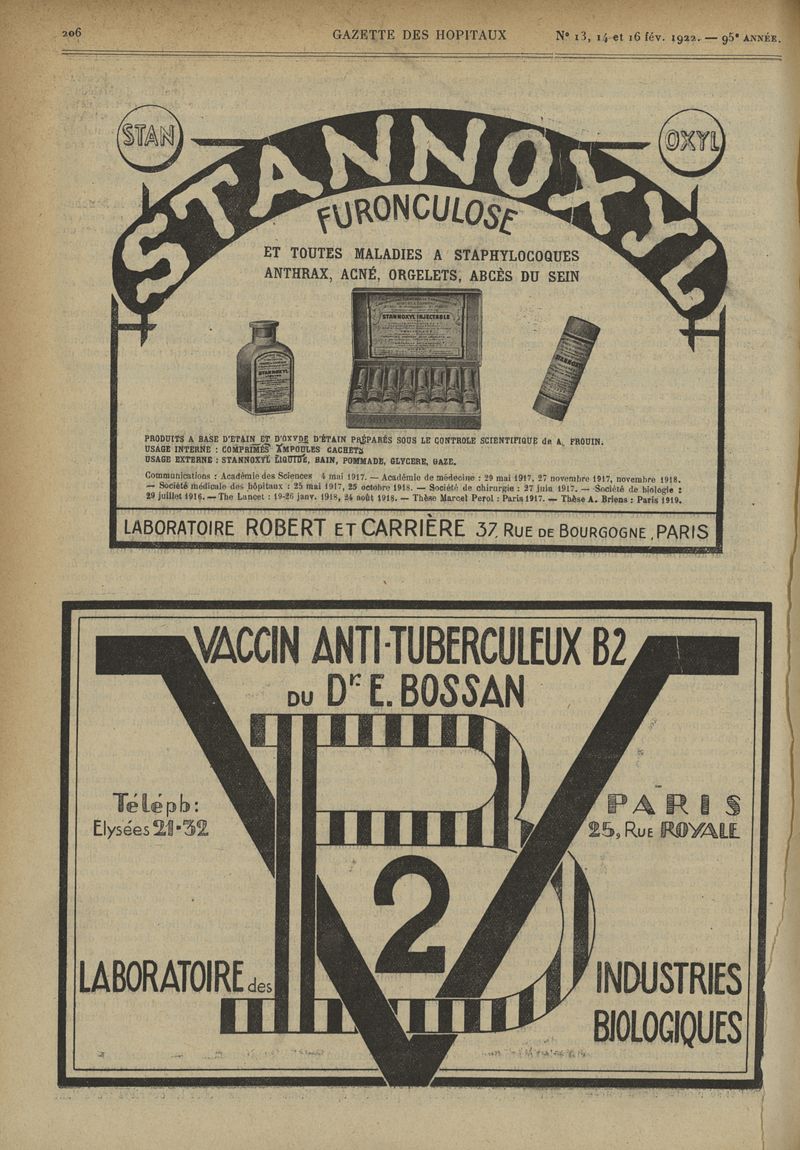 206 GAZETTE DES HOPITAUX Nº 13, 14 et 16 fév. 1922. — 95e ANNÉE.
STAN
OXYL
STANNOXYL
FURONCULOSE
ET TOUTES MALADIES A STAPHYLOCOQUES
ANTHRAX, ACNÉ, ORGELETS, ABCÈS DU SEIN
STANNOXYL INJECTABLE
STANNOXYL
STANNOXYL
PRODUITS A BASE D'ETAIN ET D'OXYDE D'ÉTAIN PRÉPARÉS SOUS LE CONTROLE SCIENTIFIQUE de A. FROUIN.
USAGE INTERNE : COMPRIMÉS AMPOULES CACHETS
USAGE EXTERNE : STANNOXYL LIQUIDE, BAIN, POMMADE, GLYCERE, GAZE.
Communications : Académie des Sciences 4 mai 1917. — Académie de médecine : 29 mai 1917, 27 novembre 1917, novembre 1918.
— Société médicale des hôpitaux : 25 mai 1917, 25 octobre 1918. — Société de chirurgie : 27 juin 1917. — Société de biologie :
29 juillet 1916. — The Lancet : 19-26 janv. 1918, 24 août 1918. — Thèse Marcel Perol : Paris 1917. — Thèse A. Briens : Paris 1919.
LABORATOIRE ROBERT ET CARRIÈRE 37, RUE DE BOURGOGNE, PARIS
VACCIN ANTI-TUBERCULEUX B2
DU Dr E. BOSSAN
BV
2
Téléph:
Elysées 21-32
PARIS
25, RUE ROYALE
LABORATOIRE des
INDUSTRIES
BIOLOGIQUES